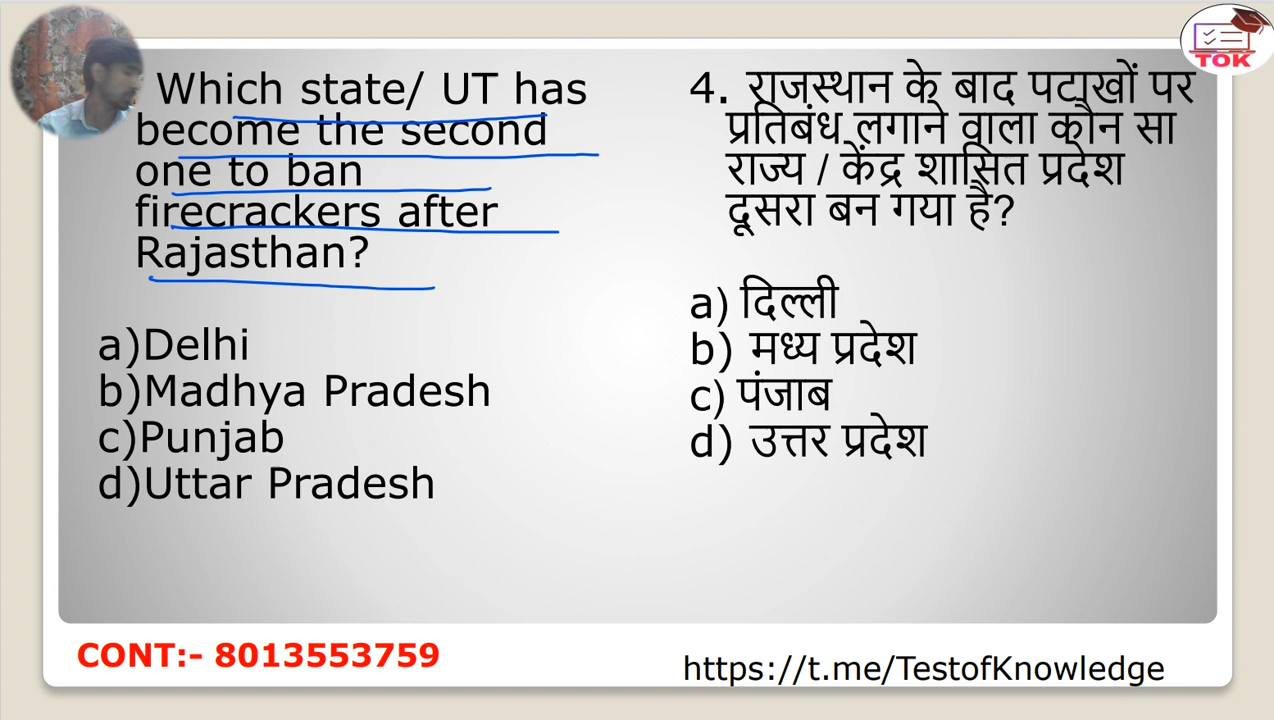 TOK
Which state/ UT has
become the second
one to ban
firecrackers after
Rajasthan?
a)Delhi
b)Madhya Pradesh
c)Punjab
d)Uttar Pradesh
4. राजस्थान के बाद पटाखों पर
प्रतिबंध लगाने वाला कौन सा
राज्य / केंद्र शासित प्रदेश
दूसरा बन गया है?
a) दिल्ली
b) मध्य प्रदेश
c) पंजाब
d) उत्तर प्रदेश
CONT:- 8013553759
https://t.me/TestofKnowledge